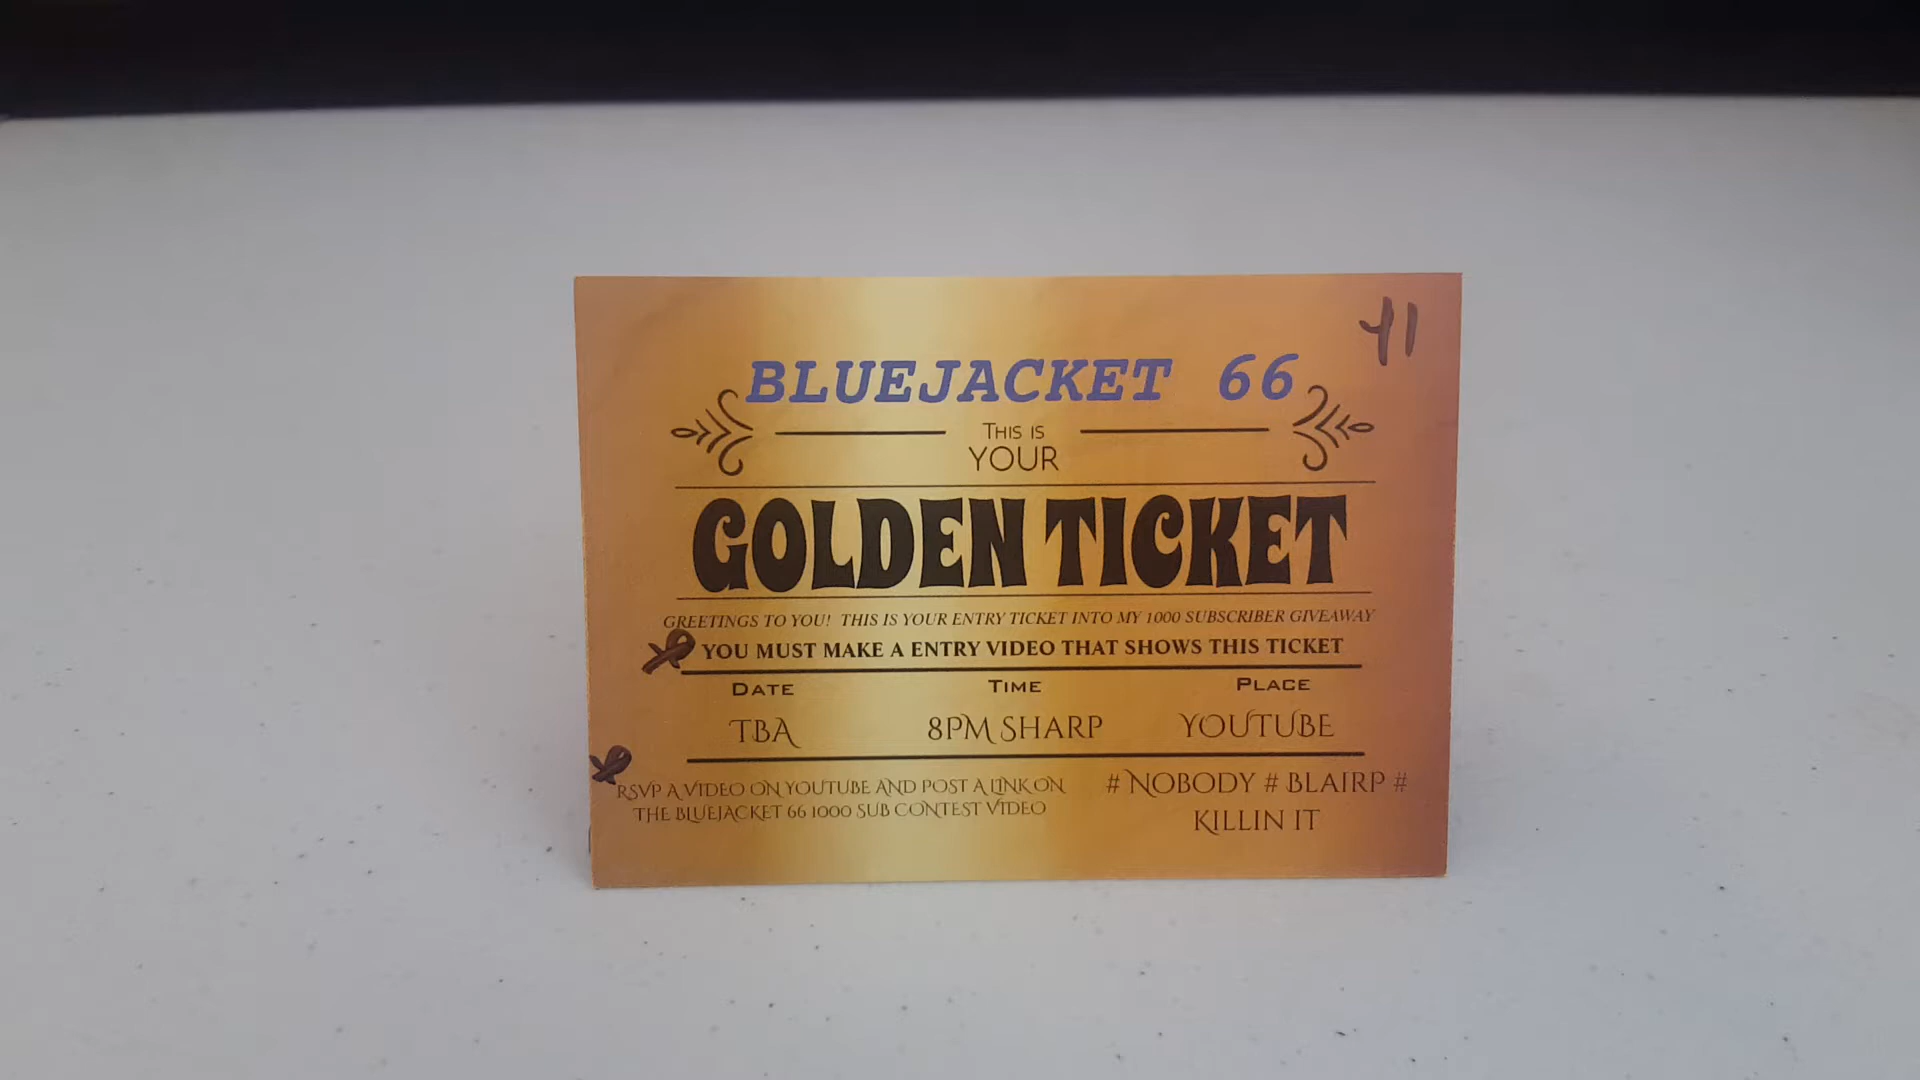 41
BLUEJACKET 66
THIS IS
YOUR
GOLDEN TICKET
GREETINGS TO YOU! THIS IS YOUR ENTRY TICKET INTO MY 1000 SUBSCRIBER GIVEAWAY
YOU MUST MAKE A ENTRY VIDEO THAT SHOWS THIS TICKET
DATE TIME PLACE
TBA 8PM SHARP YOUTUBE
RSVP A VIDEO ON YOUTUBE AND POST A LINK ON
THE BLUEJACKET 66 1000 SUB CONTEST VIDEO
# NOBODY # BLAIRP #
KILLIN IT